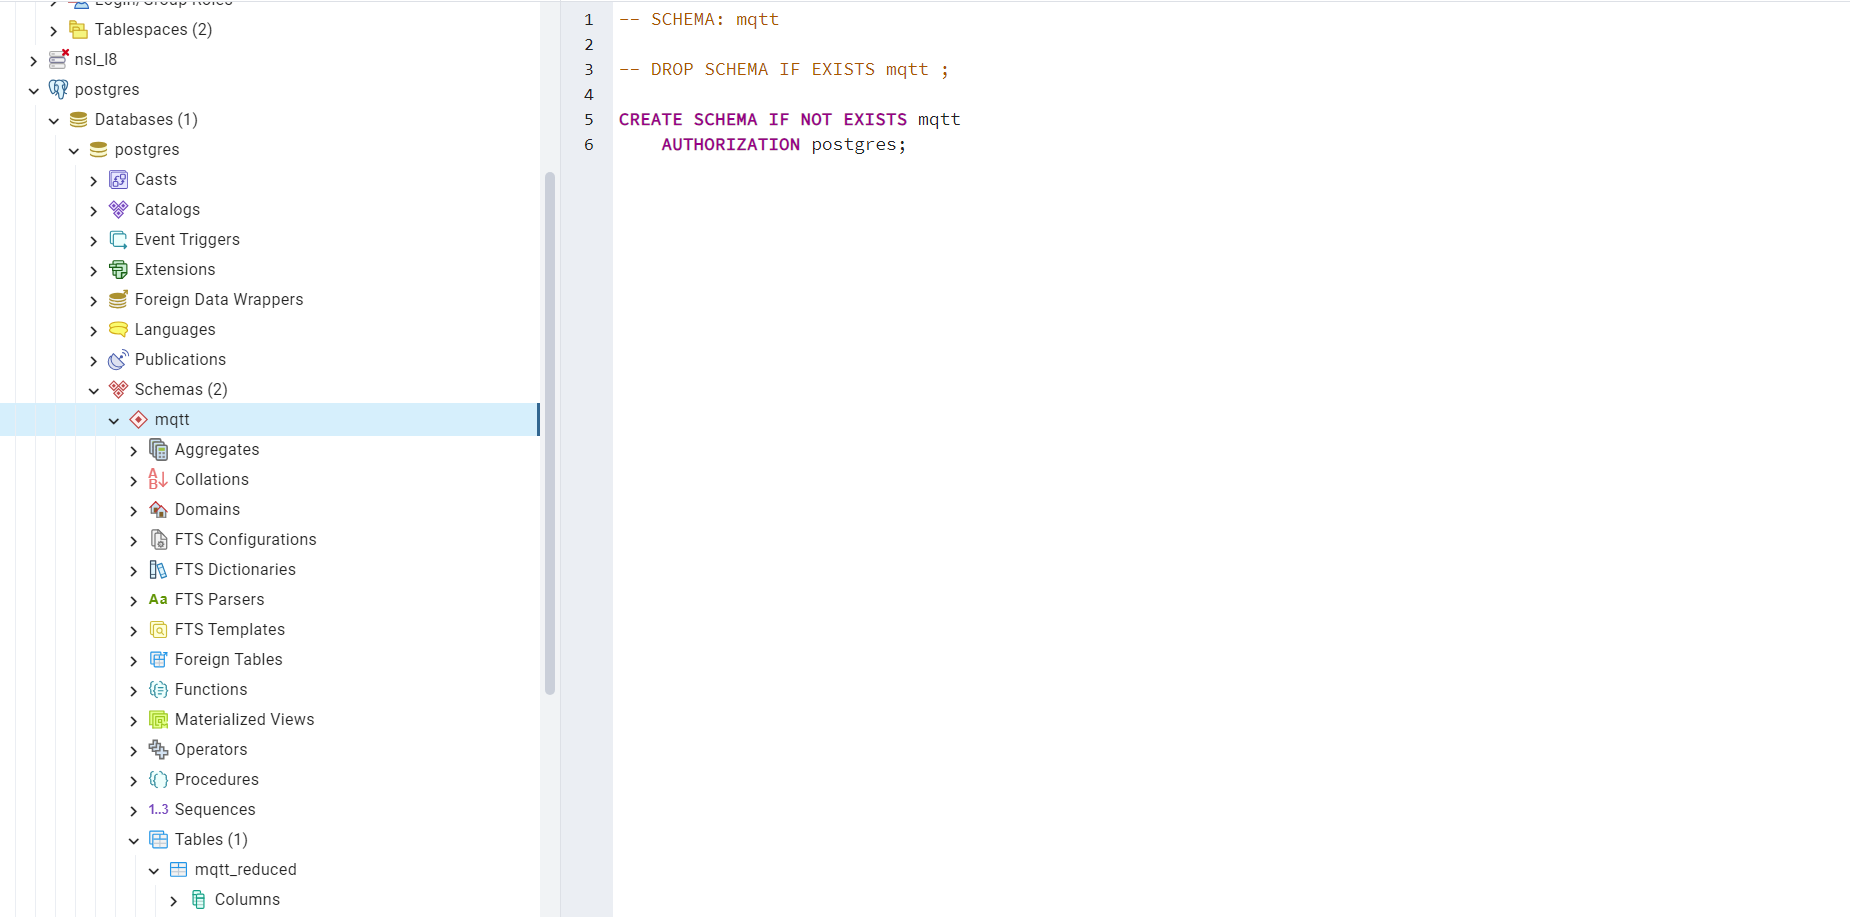 Login/Group Roles
Tablespaces (2)
nsl_l8
postgres
Databases (1)
postgres
Casts
Catalogs
Event Triggers
Extensions
Foreign Data Wrappers
Languages
Publications
Schemas (2)
mqtt
Aggregates
Collations
Domains
FTS Configurations
FTS Dictionaries
Aa FTS Parsers
FTS Templates
Foreign Tables
Functions
Materialized Views
Operators
Procedures
1..3 Sequences
Tables (1)
mqtt_reduced
Columns
1 -- SCHEMA: mqtt
2
3 -- DROP SCHEMA IF EXISTS mqtt ;
4
5 CREATE SCHEMA IF NOT EXISTS mqtt
6     AUTHORIZATION postgres;